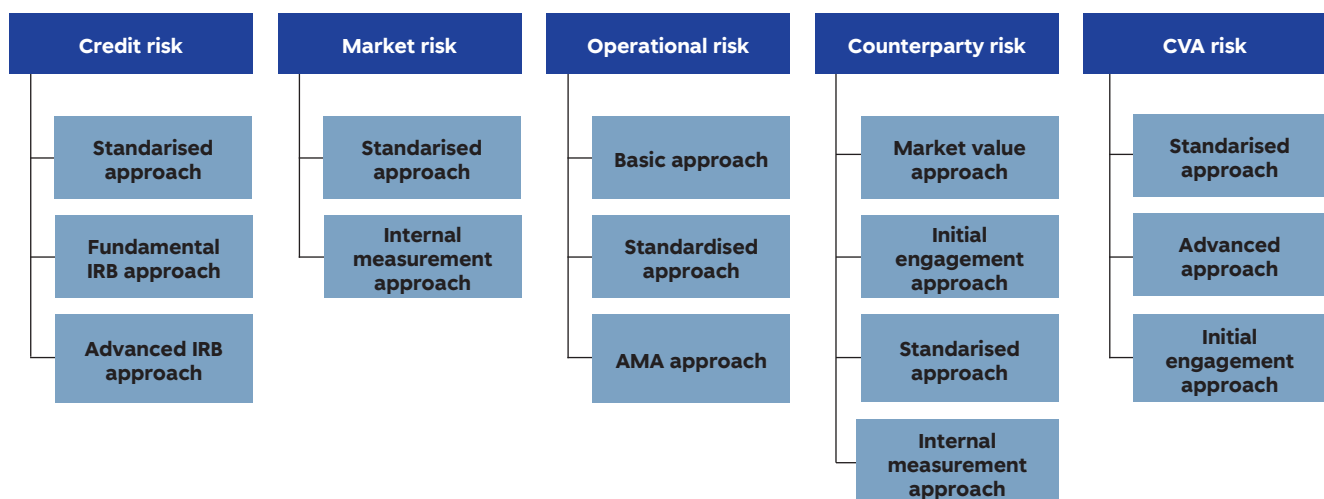 Credit risk
Standarised
approach
Fundamental
IRB approach
Advanced IRB
approach
Market risk
Standarised
approach
Internal
measurement
approach
Operational risk
Basic approach
Standardised
approach
AMA approach
Counterparty risk
Market value
approach
Initial
engagement
approach
Standarised
approach
Internal
measurement
approach
CVA risk
Standarised
approach
Advanced
approach
Initial
engagement
approach